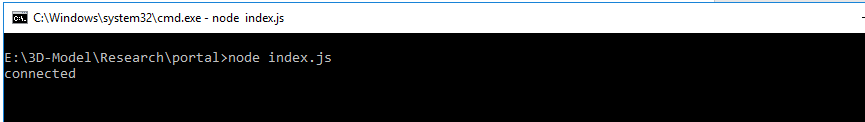 C:\Windows\system32\cmd.exe - node  index.js
E:\3D-Model\Research\portal>node index.js
connected